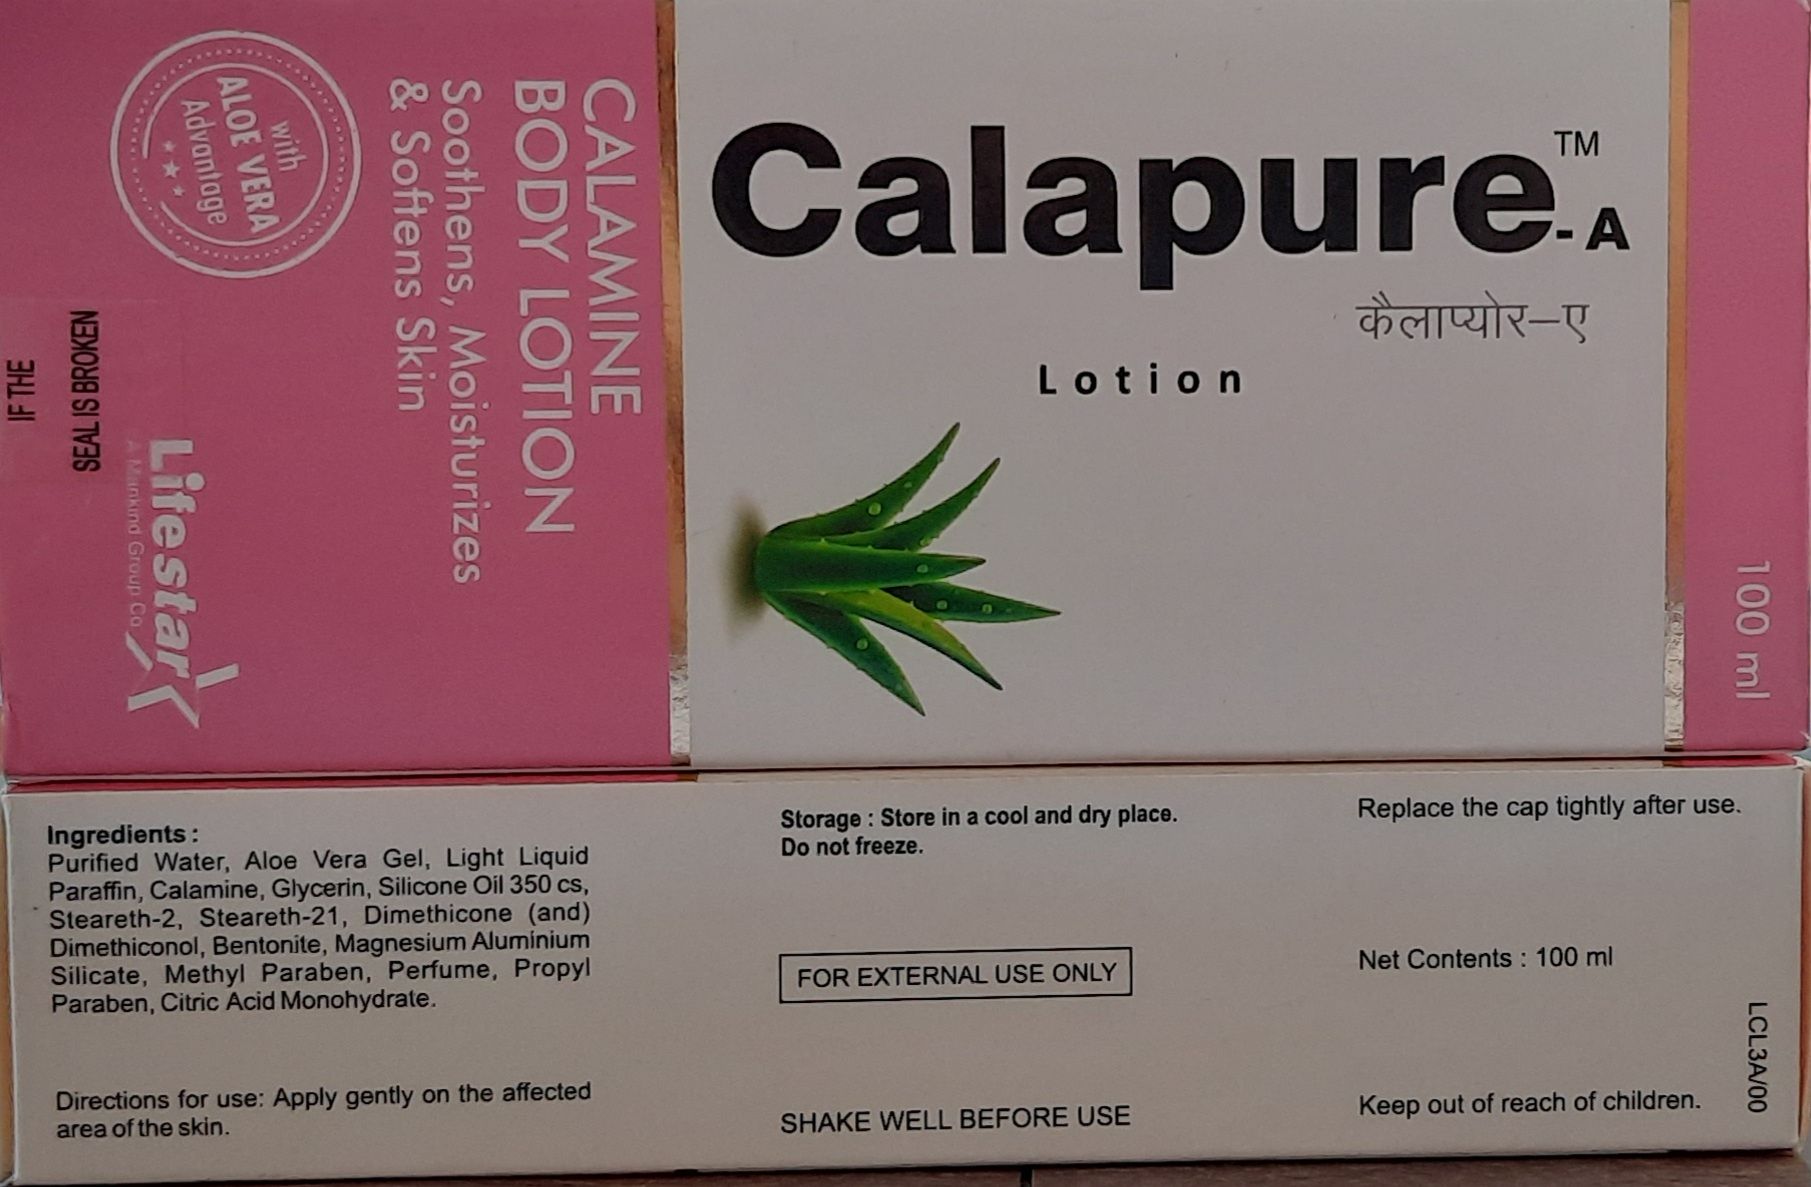 Calapure™-A
कैलाप्योर–ए
Lotion
100 ml
CALAMINE
BODY LOTION
Soothens, Moisturizes
& Softens Skin
with
ALOE VERA
Advantage
Lifestar
A Mankind Group Co.
IF THE
SEAL IS BROKEN
Ingredients :
Purified Water, Aloe Vera Gel, Light Liquid
Paraffin, Calamine, Glycerin, Silicone Oil 350 cs,
Steareth-2, Steareth-21, Dimethicone (and)
Dimethiconol, Bentonite, Magnesium Aluminium
Silicate, Methyl Paraben, Perfume, Propyl
Paraben, Citric Acid Monohydrate.
Directions for use: Apply gently on the affected
area of the skin.
Storage : Store in a cool and dry place.
Do not freeze.
FOR EXTERNAL USE ONLY
SHAKE WELL BEFORE USE
Replace the cap tightly after use.
Net Contents : 100 ml
Keep out of reach of children.
LCL3A/00